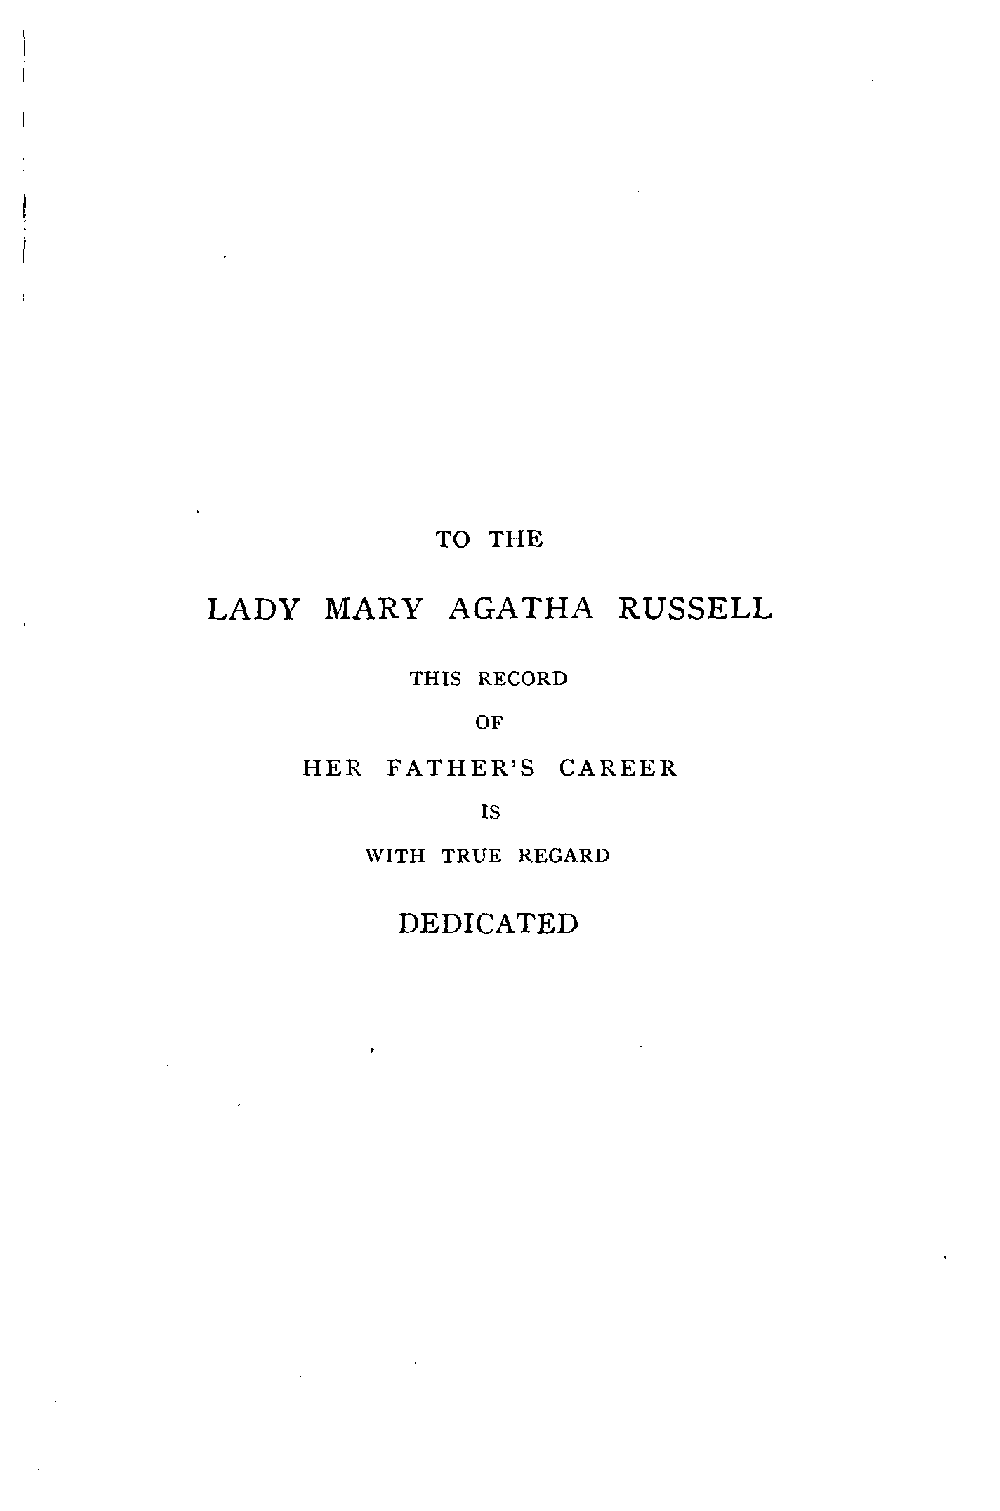 TO THE
LADY MARY AGATHA RUSSELL
THIS RECORD
OF
HER FATHER'S CAREER
IS
WITH TRUE REGARD
DEDICATED